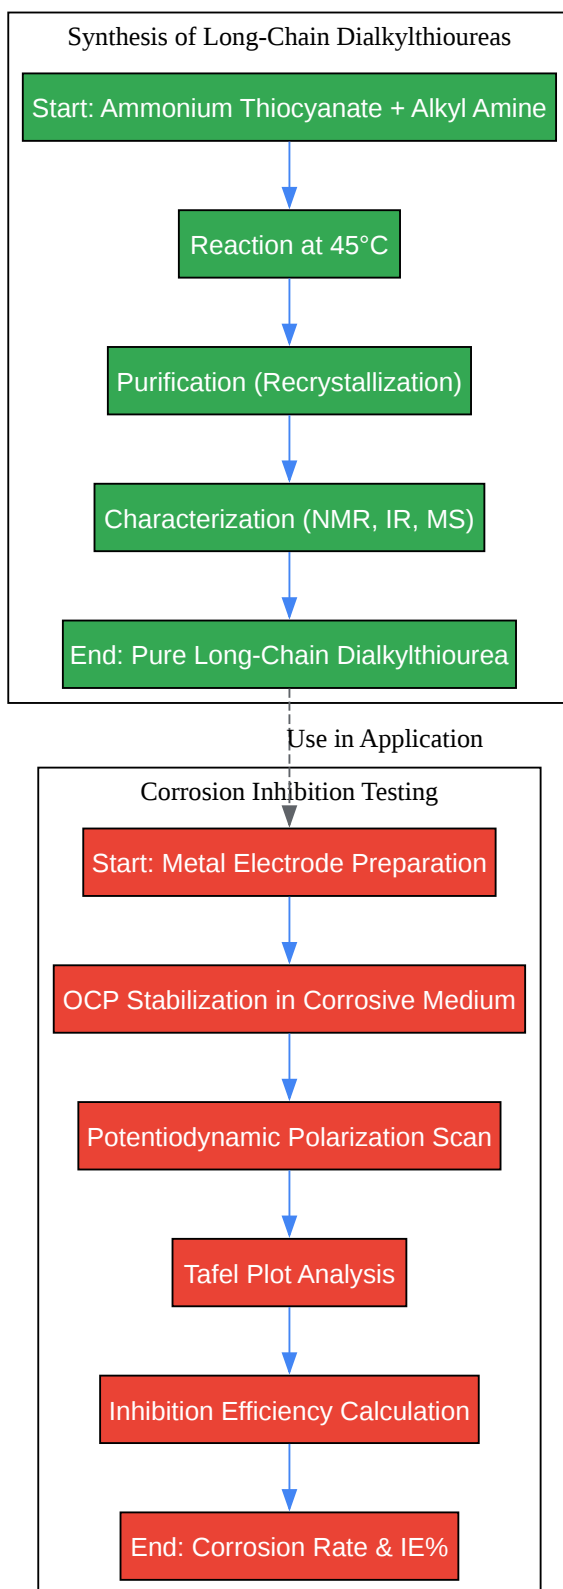 Synthesis of Long-Chain Dialkylthioureas
Start: Ammonium Thiocyanate + Alkyl Amine
Reaction at 45°C
Purification (Recrystallization)
Characterization (NMR, IR, MS)
End: Pure Long-Chain Dialkylthiourea
Use in Application
Corrosion Inhibition Testing
Start: Metal Electrode Preparation
OCP Stabilization in Corrosive Medium
Potentiodynamic Polarization Scan
Tafel Plot Analysis
Inhibition Efficiency Calculation
End: Corrosion Rate & IE%